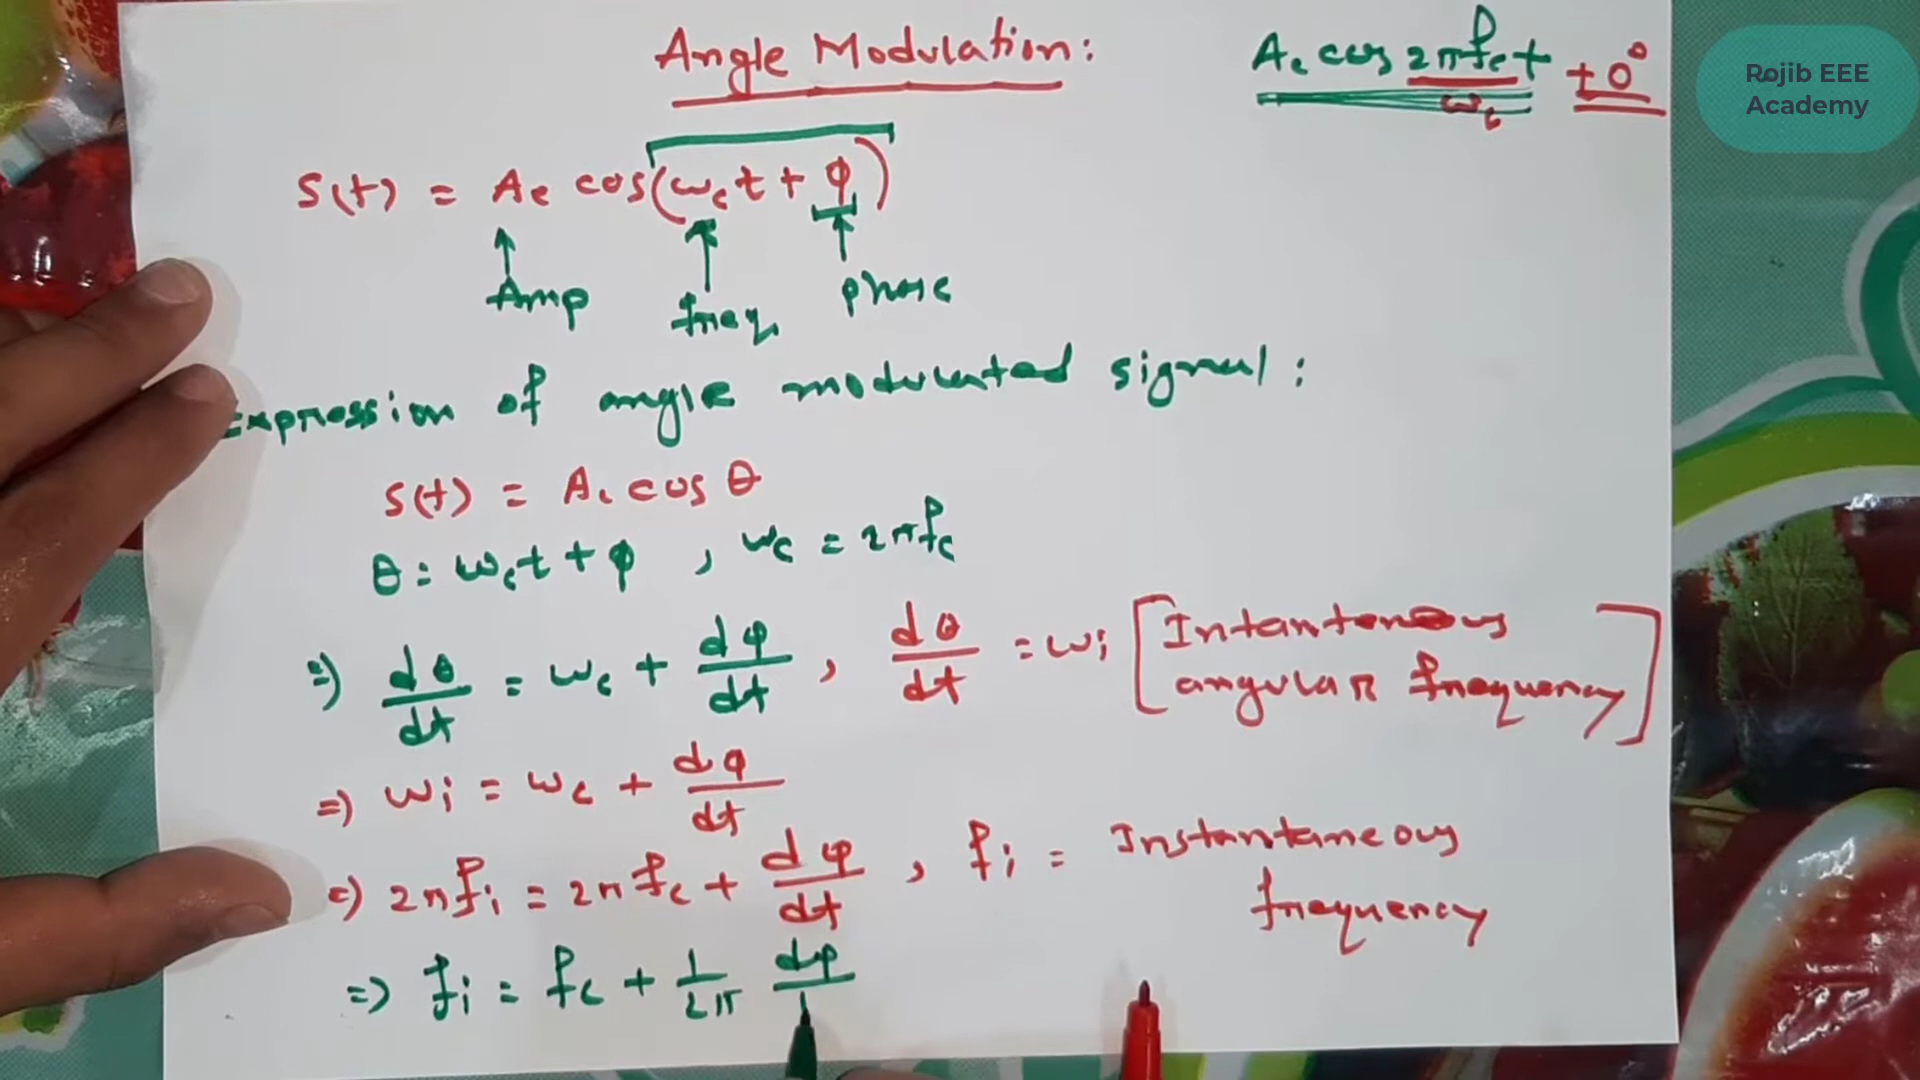 Angle Modulation:
Ac cos 2πfct + 0°
ωc
Rojib EEE
Academy
S(t) = Ac cos(ωct + φ)
Amp freq. phase
Expression of angle modulated signal:
S(t) = Ac cos θ
θ = ωct + φ , ωc = 2πfc
⇒ dθ/dt = ωc + dφ/dt , dθ/dt = ωi [Intantenous
angular frequency]
⇒ ωi = ωc + dφ/dt
⇒ 2πfi = 2πfc + dφ/dt , fi = Instantaneous
frequency
⇒ fi = fc + 1/2π dφ